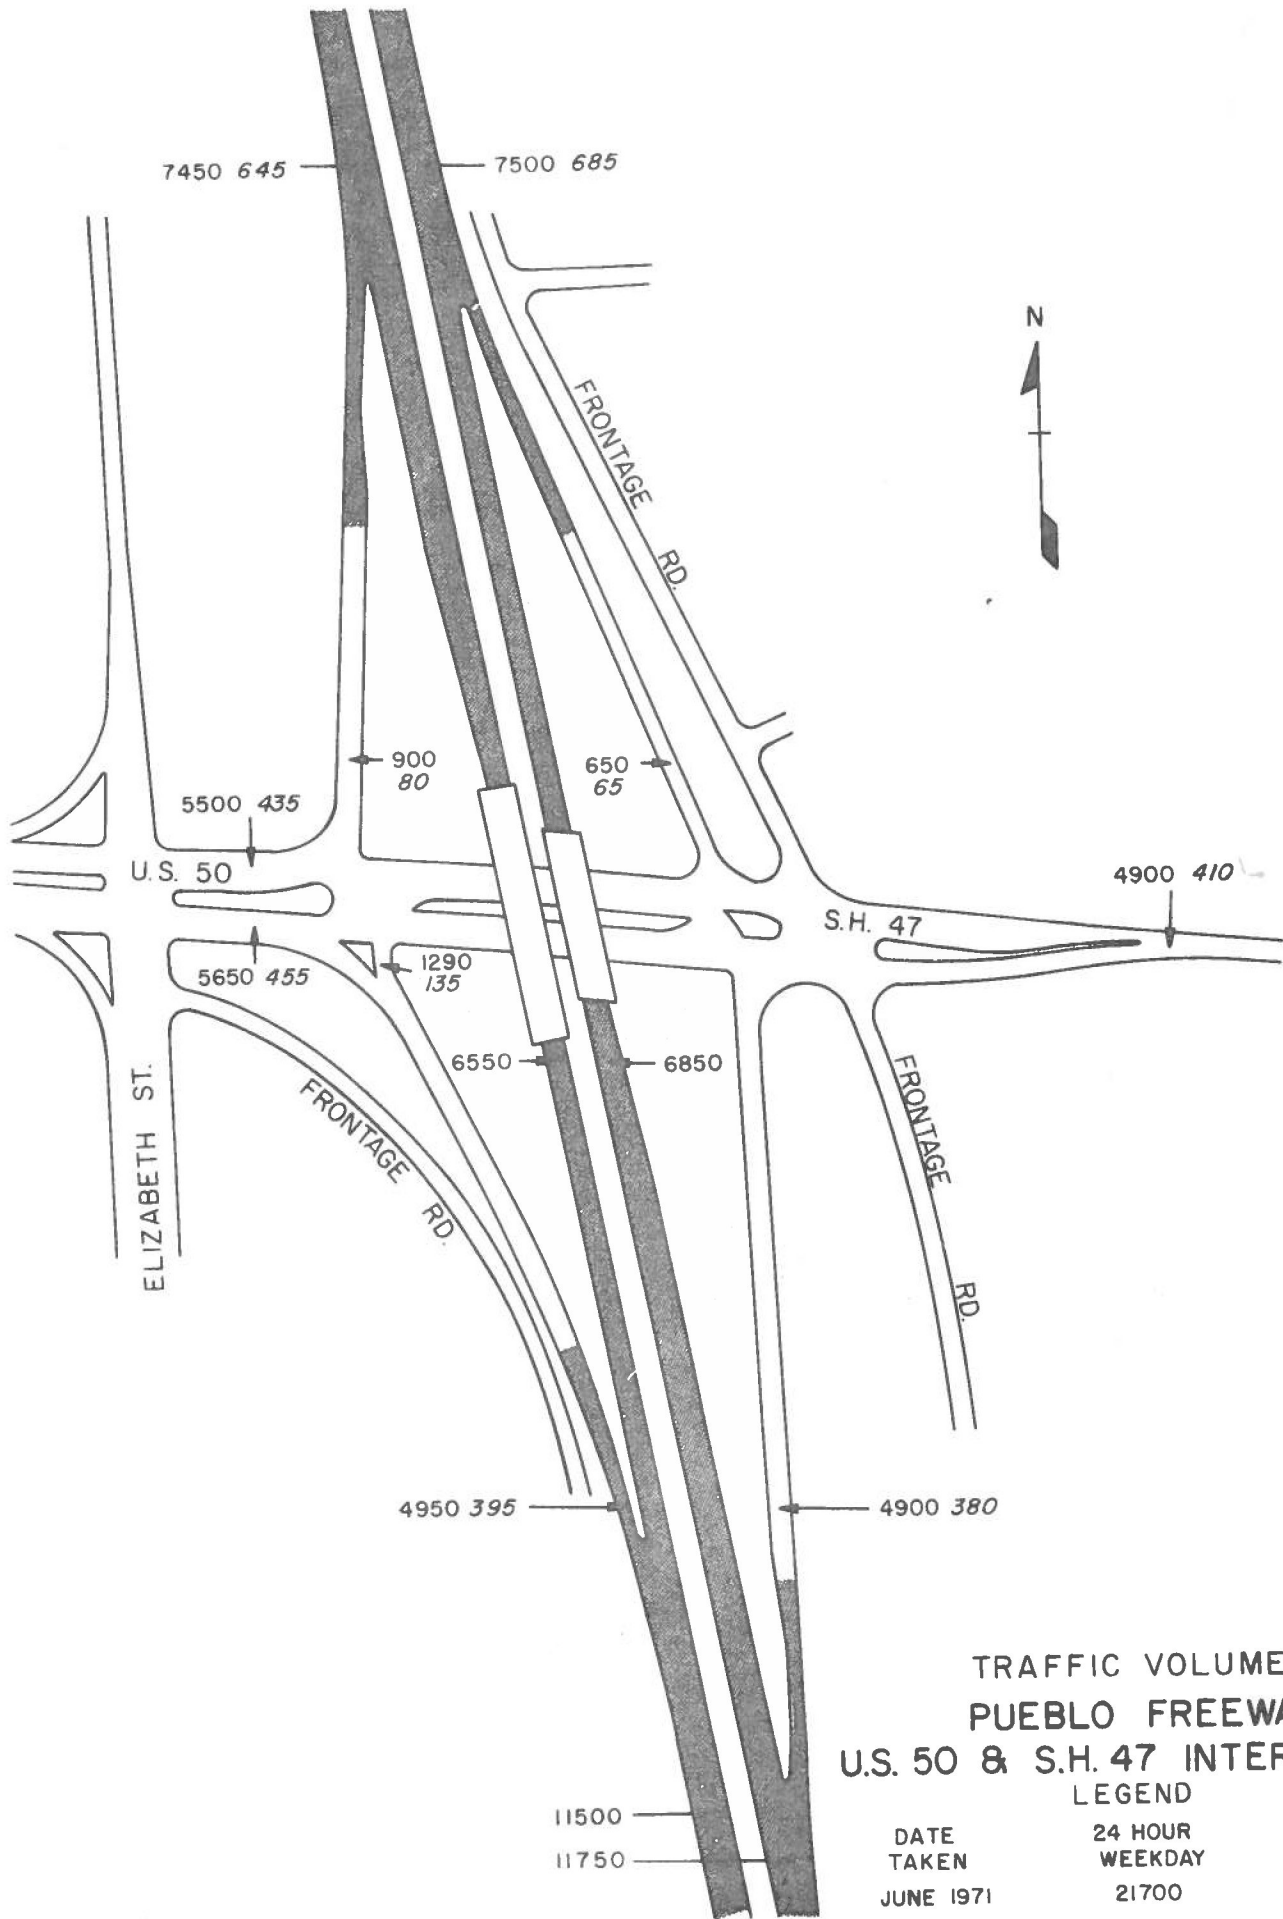 7450 645
7500 685
N
FRONTAGE
RD.
900
80
650
65
5500 435
U.S. 50
4900 410
S.H. 47
5650 455
1290
135
6550
6850
ELIZABETH ST.
FRONTAGE
RD.
FRONTAGE
RD.
4950 395
4900 380
TRAFFIC VOLUME
PUEBLO FREEWA
U.S. 50 & S.H. 47 INTER
LEGEND
11500
DATE
24 HOUR
11750
TAKEN
WEEKDAY
JUNE 1971
21700